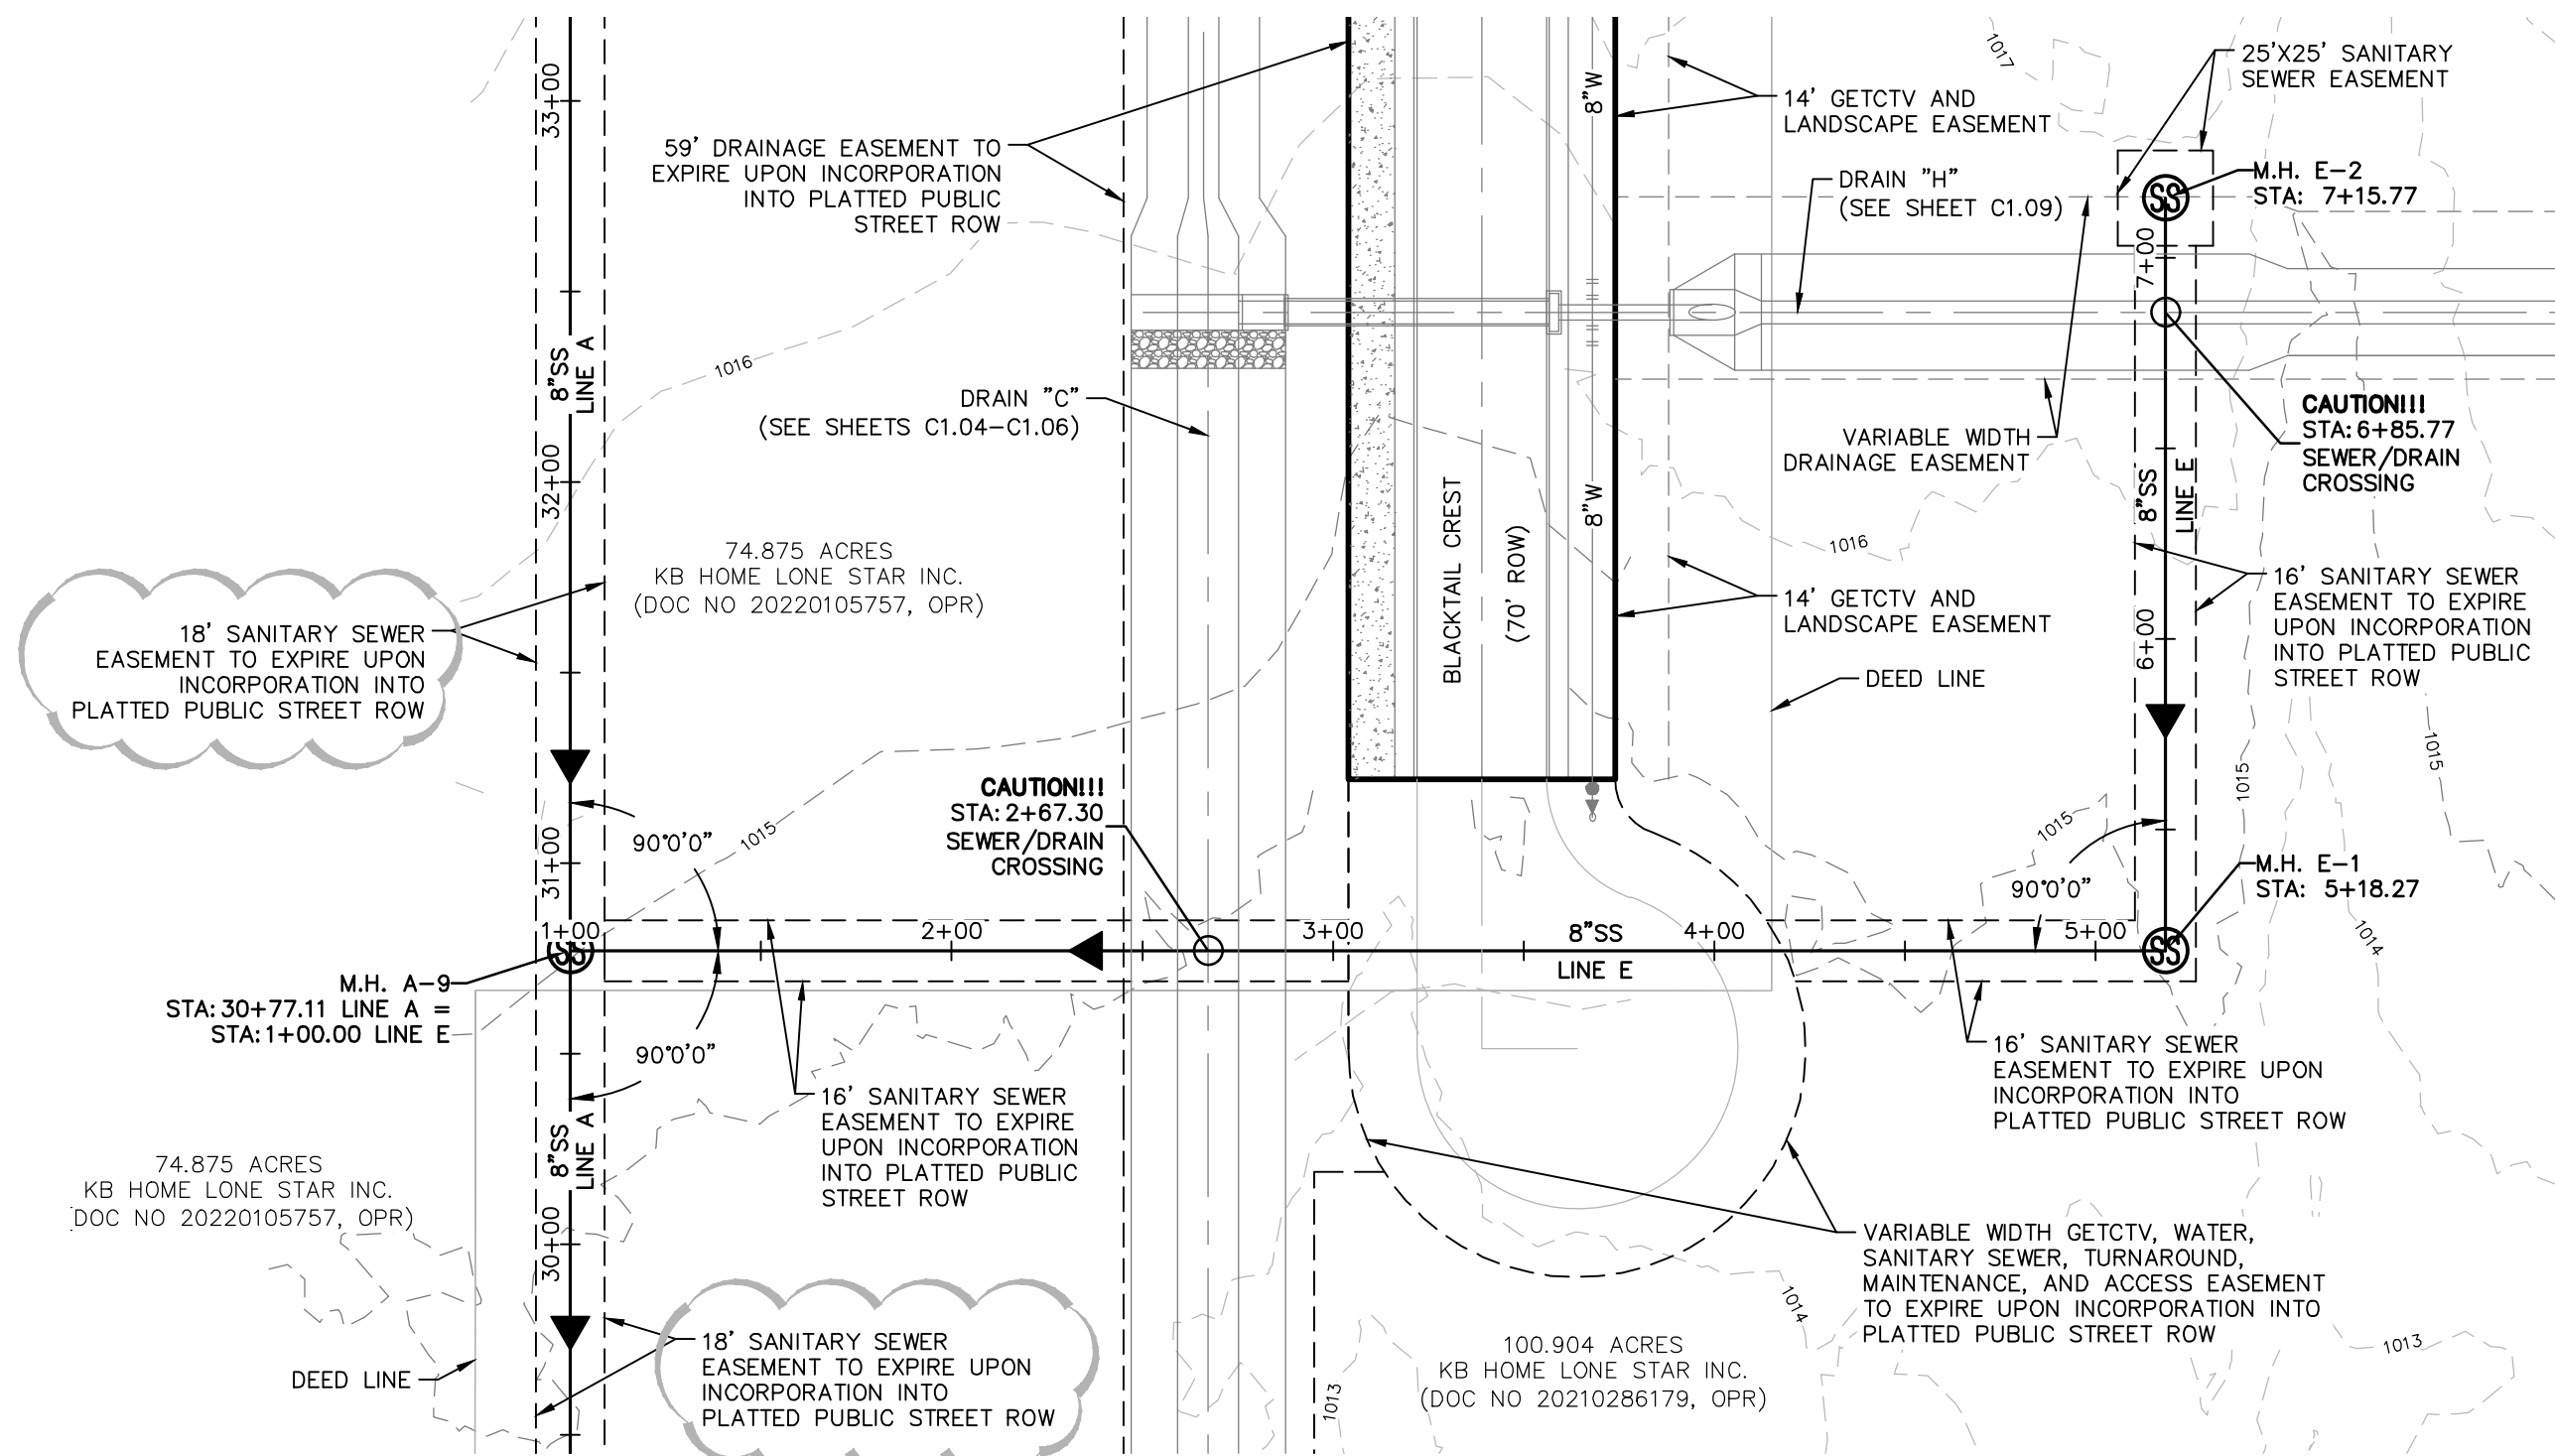 33+00
8"SS
LINE A
32+00
31+00
8"SS
LINE A
30+00
59' DRAINAGE EASEMENT TO
EXPIRE UPON INCORPORATION
INTO PLATTED PUBLIC
STREET ROW
1016
DRAIN "C"
(SEE SHEETS C1.04-C1.06)
74.875 ACRES
KB HOME LONE STAR INC.
(DOC NO 20220105757, OPR)
18' SANITARY SEWER
EASEMENT TO EXPIRE UPON
INCORPORATION INTO
PLATTED PUBLIC STREET ROW
8"W
8"W
BLACKTAIL CREST
(70' ROW)
14' GETCTV AND
LANDSCAPE EASEMENT
DRAIN "H"
(SEE SHEET C1.09)
1017
25'X25' SANITARY
SEWER EASEMENT
SS
M.H. E-2
STA: 7+15.77
7+00
CAUTION!!!
STA:6+85.77
SEWER/DRAIN
CROSSING
VARIABLE WIDTH
DRAINAGE EASEMENT
8"SS
LINE E
1016
14' GETCTV AND
LANDSCAPE EASEMENT
DEED LINE
6+00
16' SANITARY SEWER
EASEMENT TO EXPIRE
UPON INCORPORATION
INTO PLATTED PUBLIC
STREET ROW
1015
1015
1015
1014
CAUTION!!!
STA:2+67.30
SEWER/DRAIN
CROSSING
90°0'0"
1015
90°0'0"
M.H. E-1
STA: 5+18.27
1+00
2+00
3+00
8"SS
4+00
5+00
LINE E
SS
SS
M.H. A-9
STA:30+77.11 LINE A =
STA:1+00.00 LINE E
90°0'0"
16' SANITARY SEWER
EASEMENT TO EXPIRE
UPON INCORPORATION
INTO PLATTED PUBLIC
STREET ROW
16' SANITARY SEWER
EASEMENT TO EXPIRE UPON
INCORPORATION INTO
PLATTED PUBLIC STREET ROW
74.875 ACRES
KB HOME LONE STAR INC.
(DOC NO 20220105757, OPR)
DEED LINE
18' SANITARY SEWER
EASEMENT TO EXPIRE UPON
INCORPORATION INTO
PLATTED PUBLIC STREET ROW
VARIABLE WIDTH GETCTV, WATER,
SANITARY SEWER, TURNAROUND,
MAINTENANCE, AND ACCESS EASEMENT
TO EXPIRE UPON INCORPORATION INTO
PLATTED PUBLIC STREET ROW
1014
1013
1013
100.904 ACRES
KB HOME LONE STAR INC.
(DOC NO 20210286179, OPR)